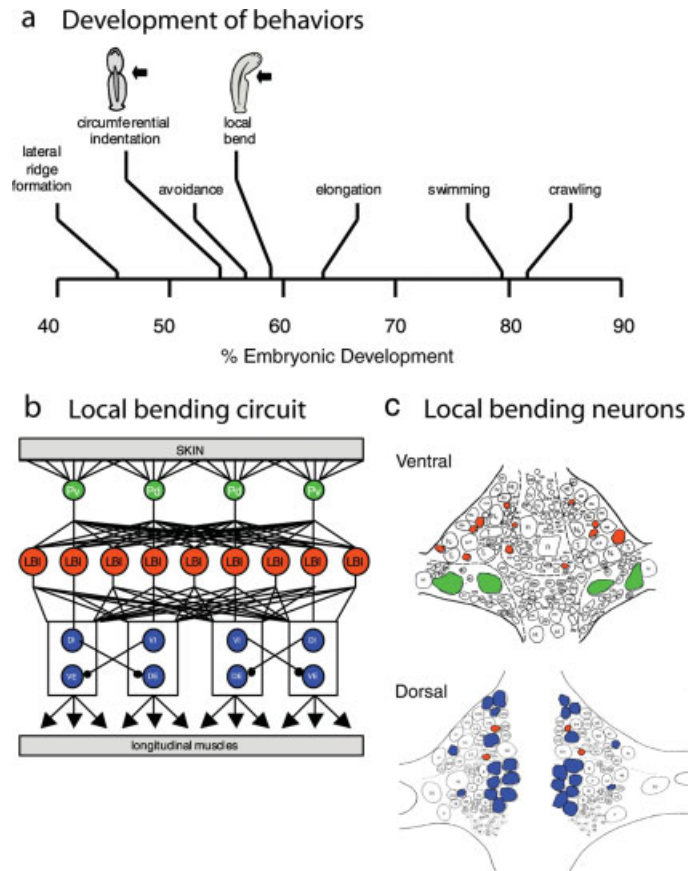 a Development of behaviors
circumferential
indentation
local
bend
lateral
ridge
formation
avoidance
elongation
swimming
crawling
40 50 60 70 80 90
% Embryonic Development
b Local bending circuit
SKIN
Pv Pd Pd Pv
LBI LBI LBI LBI LBI LBI LBI LBI LBI
DI VI VI DI
VE DE DE VE
longitudinal muscles
c Local bending neurons
Ventral
Dorsal